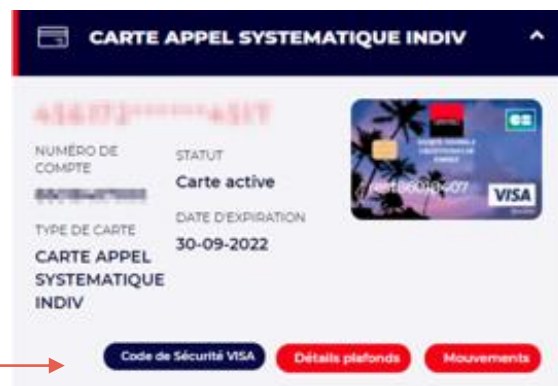 CARTE APPEL SYSTEMATIQUE INDIV
NUMÉRO DE
COMPTE
STATUT
Carte active
TYPE DE CARTE
CARTE APPEL
SYSTEMATIQUE
INDIV
DATE D'EXPIRATION
30-09-2022
VISA
Code de Sécurité VISA
Détails plafonds
Mouvements